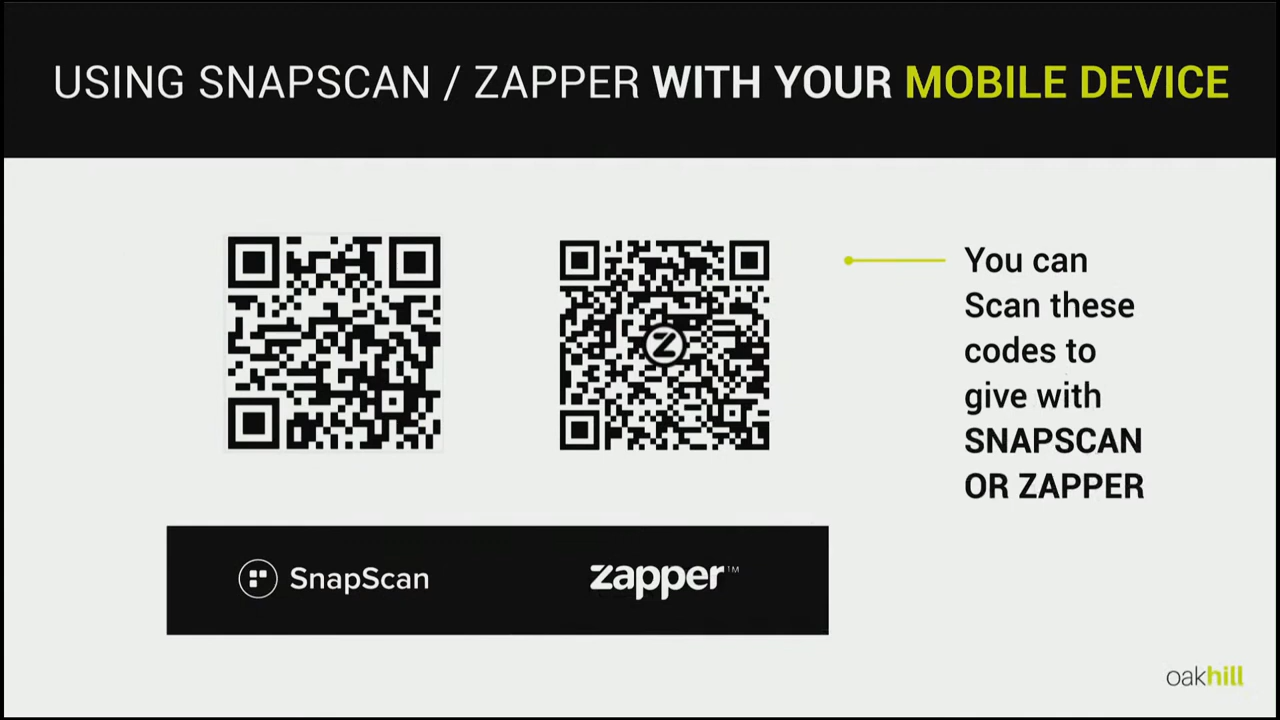 USING SNAPSCAN / ZAPPER WITH YOUR MOBILE DEVICE
You can
Scan these
codes to
give with
SNAPSCAN
OR ZAPPER
Z
SnapScan
zapper™
oakhill